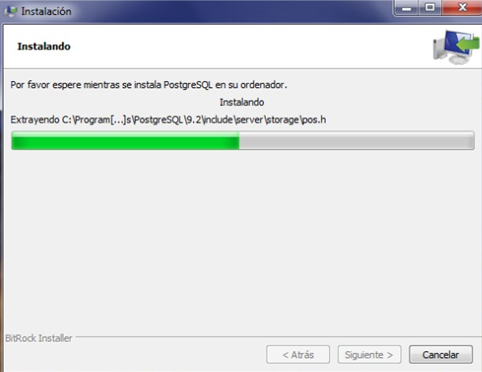 Instalación
Instalando
Por favor espere mientras se instala PostgreSQL en su ordenador.
Instalando
Extrayendo C:\Program[...]s\PostgreSQL\9.2\include\server\storage\pos.h
BitRock Installer
< Atrás Siguiente > Cancelar